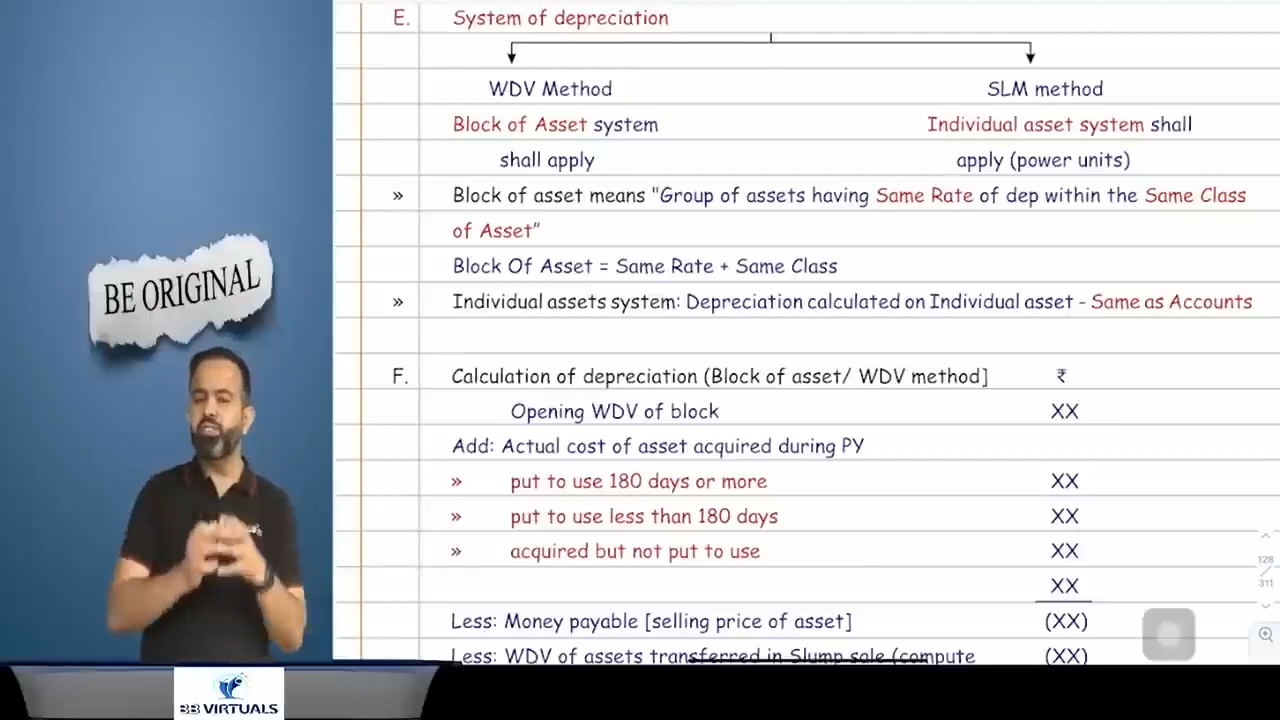 E. System of depreciation
WDV Method SLM method
Block of Asset system Individual asset system shall
shall apply apply (power units)
» Block of asset means "Group of assets having Same Rate of dep within the Same Class
of Asset”
Block Of Asset = Same Rate + Same Class
» Individual assets system: Depreciation calculated on Individual asset - Same as Accounts
BE ORIGINAL
F. Calculation of depreciation (Block of asset/ WDV method] ₹
Opening WDV of block XX
Add: Actual cost of asset acquired during PY
» put to use 180 days or more XX
» put to use less than 180 days XX
» acquired but not put to use XX
XX
Less: Money payable [selling price of asset] (XX)
Less: WDV of assets transferred in Slump sale (compute (XX)
128
311
BB VIRTUALS